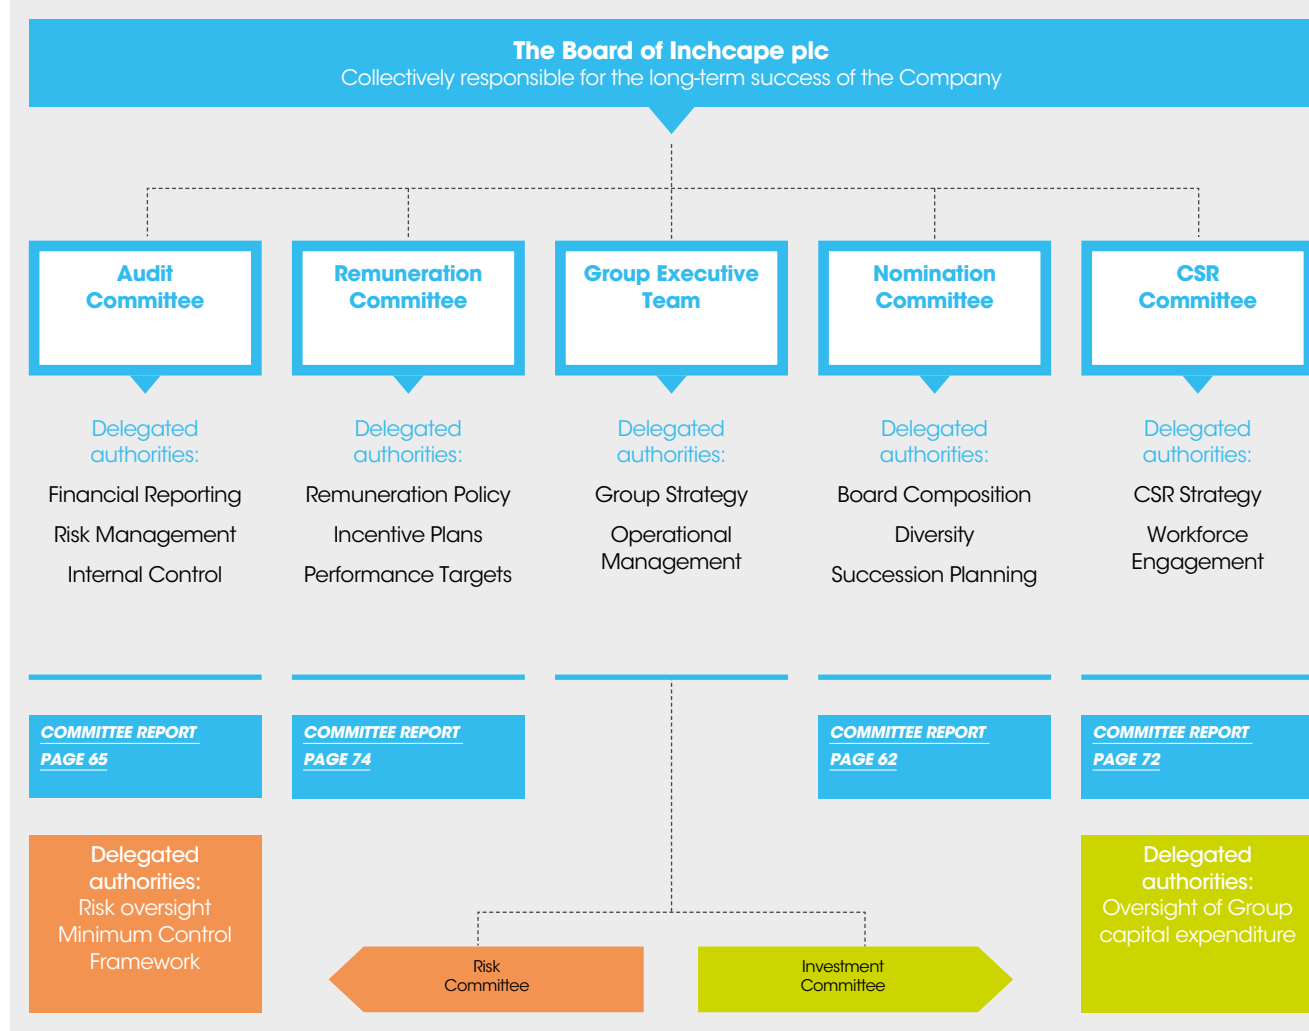 The Board of Inchcape plc
Collectively responsible for the long-term success of the Company
Audit
Committee
Remuneration
Committee
Group Executive
Team
Nomination
Committee
CSR
Committee
Delegated
authorities:
Financial Reporting
Risk Management
Internal Control
Delegated
authorities:
Remuneration Policy
Incentive Plans
Performance Targets
Delegated
authorities:
Group Strategy
Operational
Management
Delegated
authorities:
Board Composition
Diversity
Succession Planning
Delegated
authorities:
CSR Strategy
Workforce
Engagement
COMMITTEE REPORT
PAGE 65
COMMITTEE REPORT
PAGE 74
COMMITTEE REPORT
PAGE 62
COMMITTEE REPORT
PAGE 72
Delegated
authorities:
Risk oversight
Minimum Control
Framework
Risk
Committee
Investment
Committee
Delegated
authorities:
Oversight of Group
capital expenditure